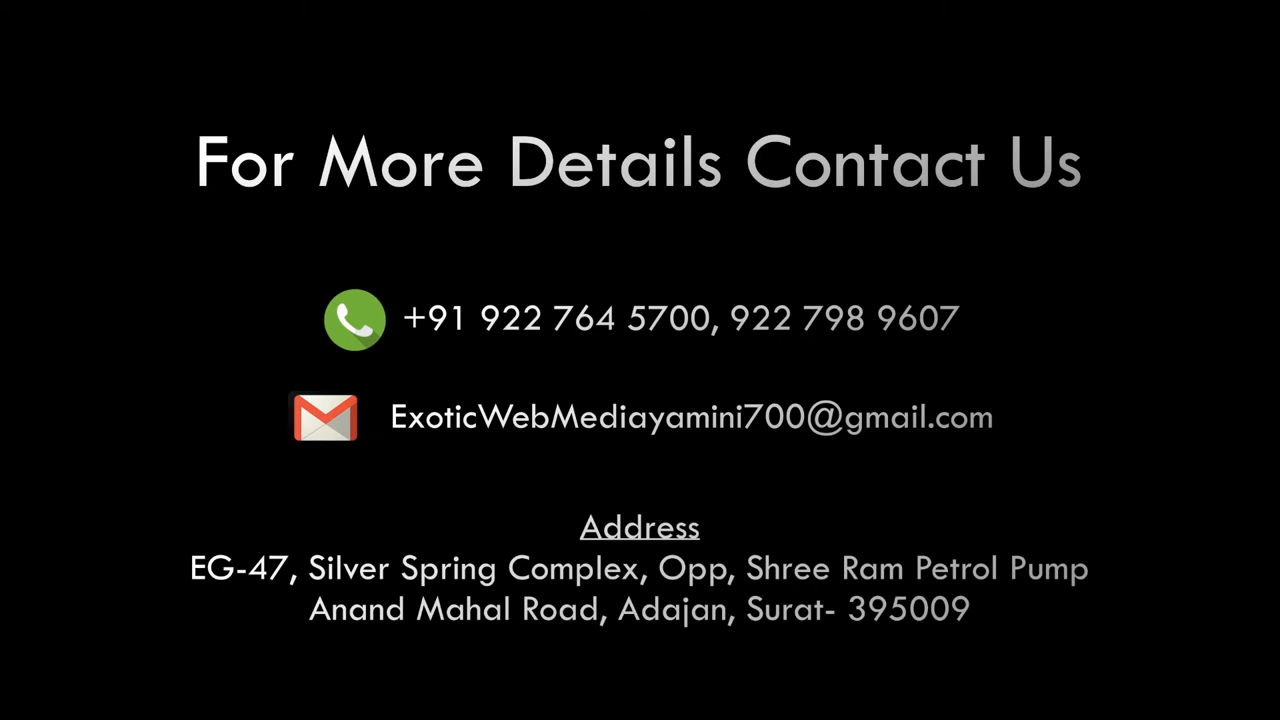 For More Details Contact Us
+91 922 764 5700, 922 798 9607
ExoticWebMediayamini700@gmail.com
Address
EG-47, Silver Spring Complex, Opp, Shree Ram Petrol Pump
Anand Mahal Road, Adajan, Surat- 395009